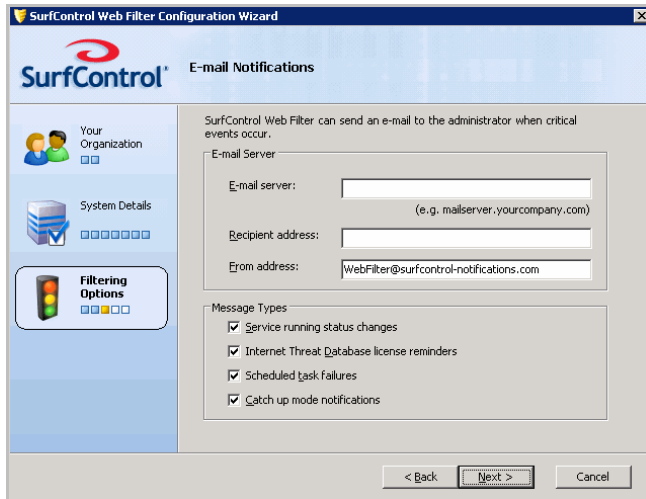 SurfControl Web Filter Configuration Wizard
SurfControl
E-mail Notifications
Your
Organization
System Details
Filtering
Options
SurfControl Web Filter can send an e-mail to the administrator when critical
events occur.
E-mail Server
E-mail server:
(e.g. mailserver.yourcompany.com)
Recipient address:
From address:
WebFilter@surfcontrol-notifications.com
Message Types
Service running status changes
Internet Threat Database license reminders
Scheduled task failures
Catch up mode notifications
< Back
Next >
Cancel